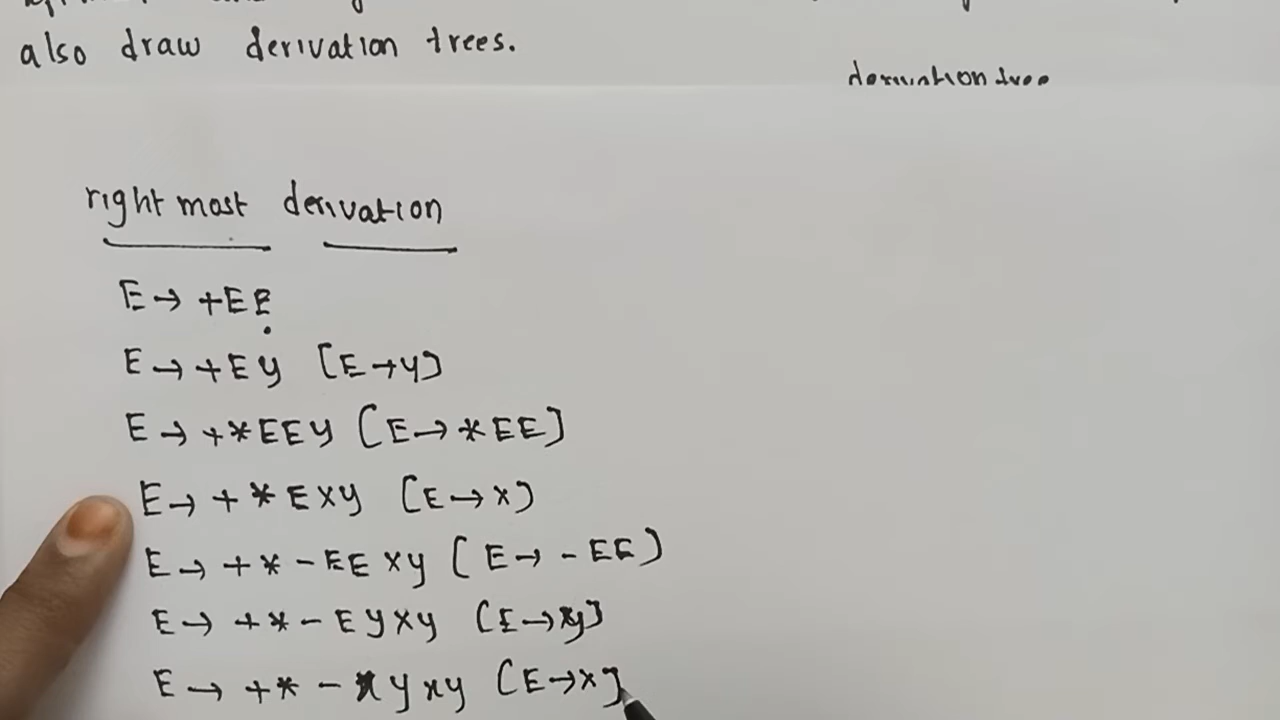 also draw derivation trees.
derivation tree
right most derivation
E → +EE
E → +Ey [E→y]
E → +*EEy [E→*EE]
E → +*Exy [E→x]
E → +*-EExy [E→-EE]
E → +*-Eyxy [E→y]
E → +*-xyxy [E→x]